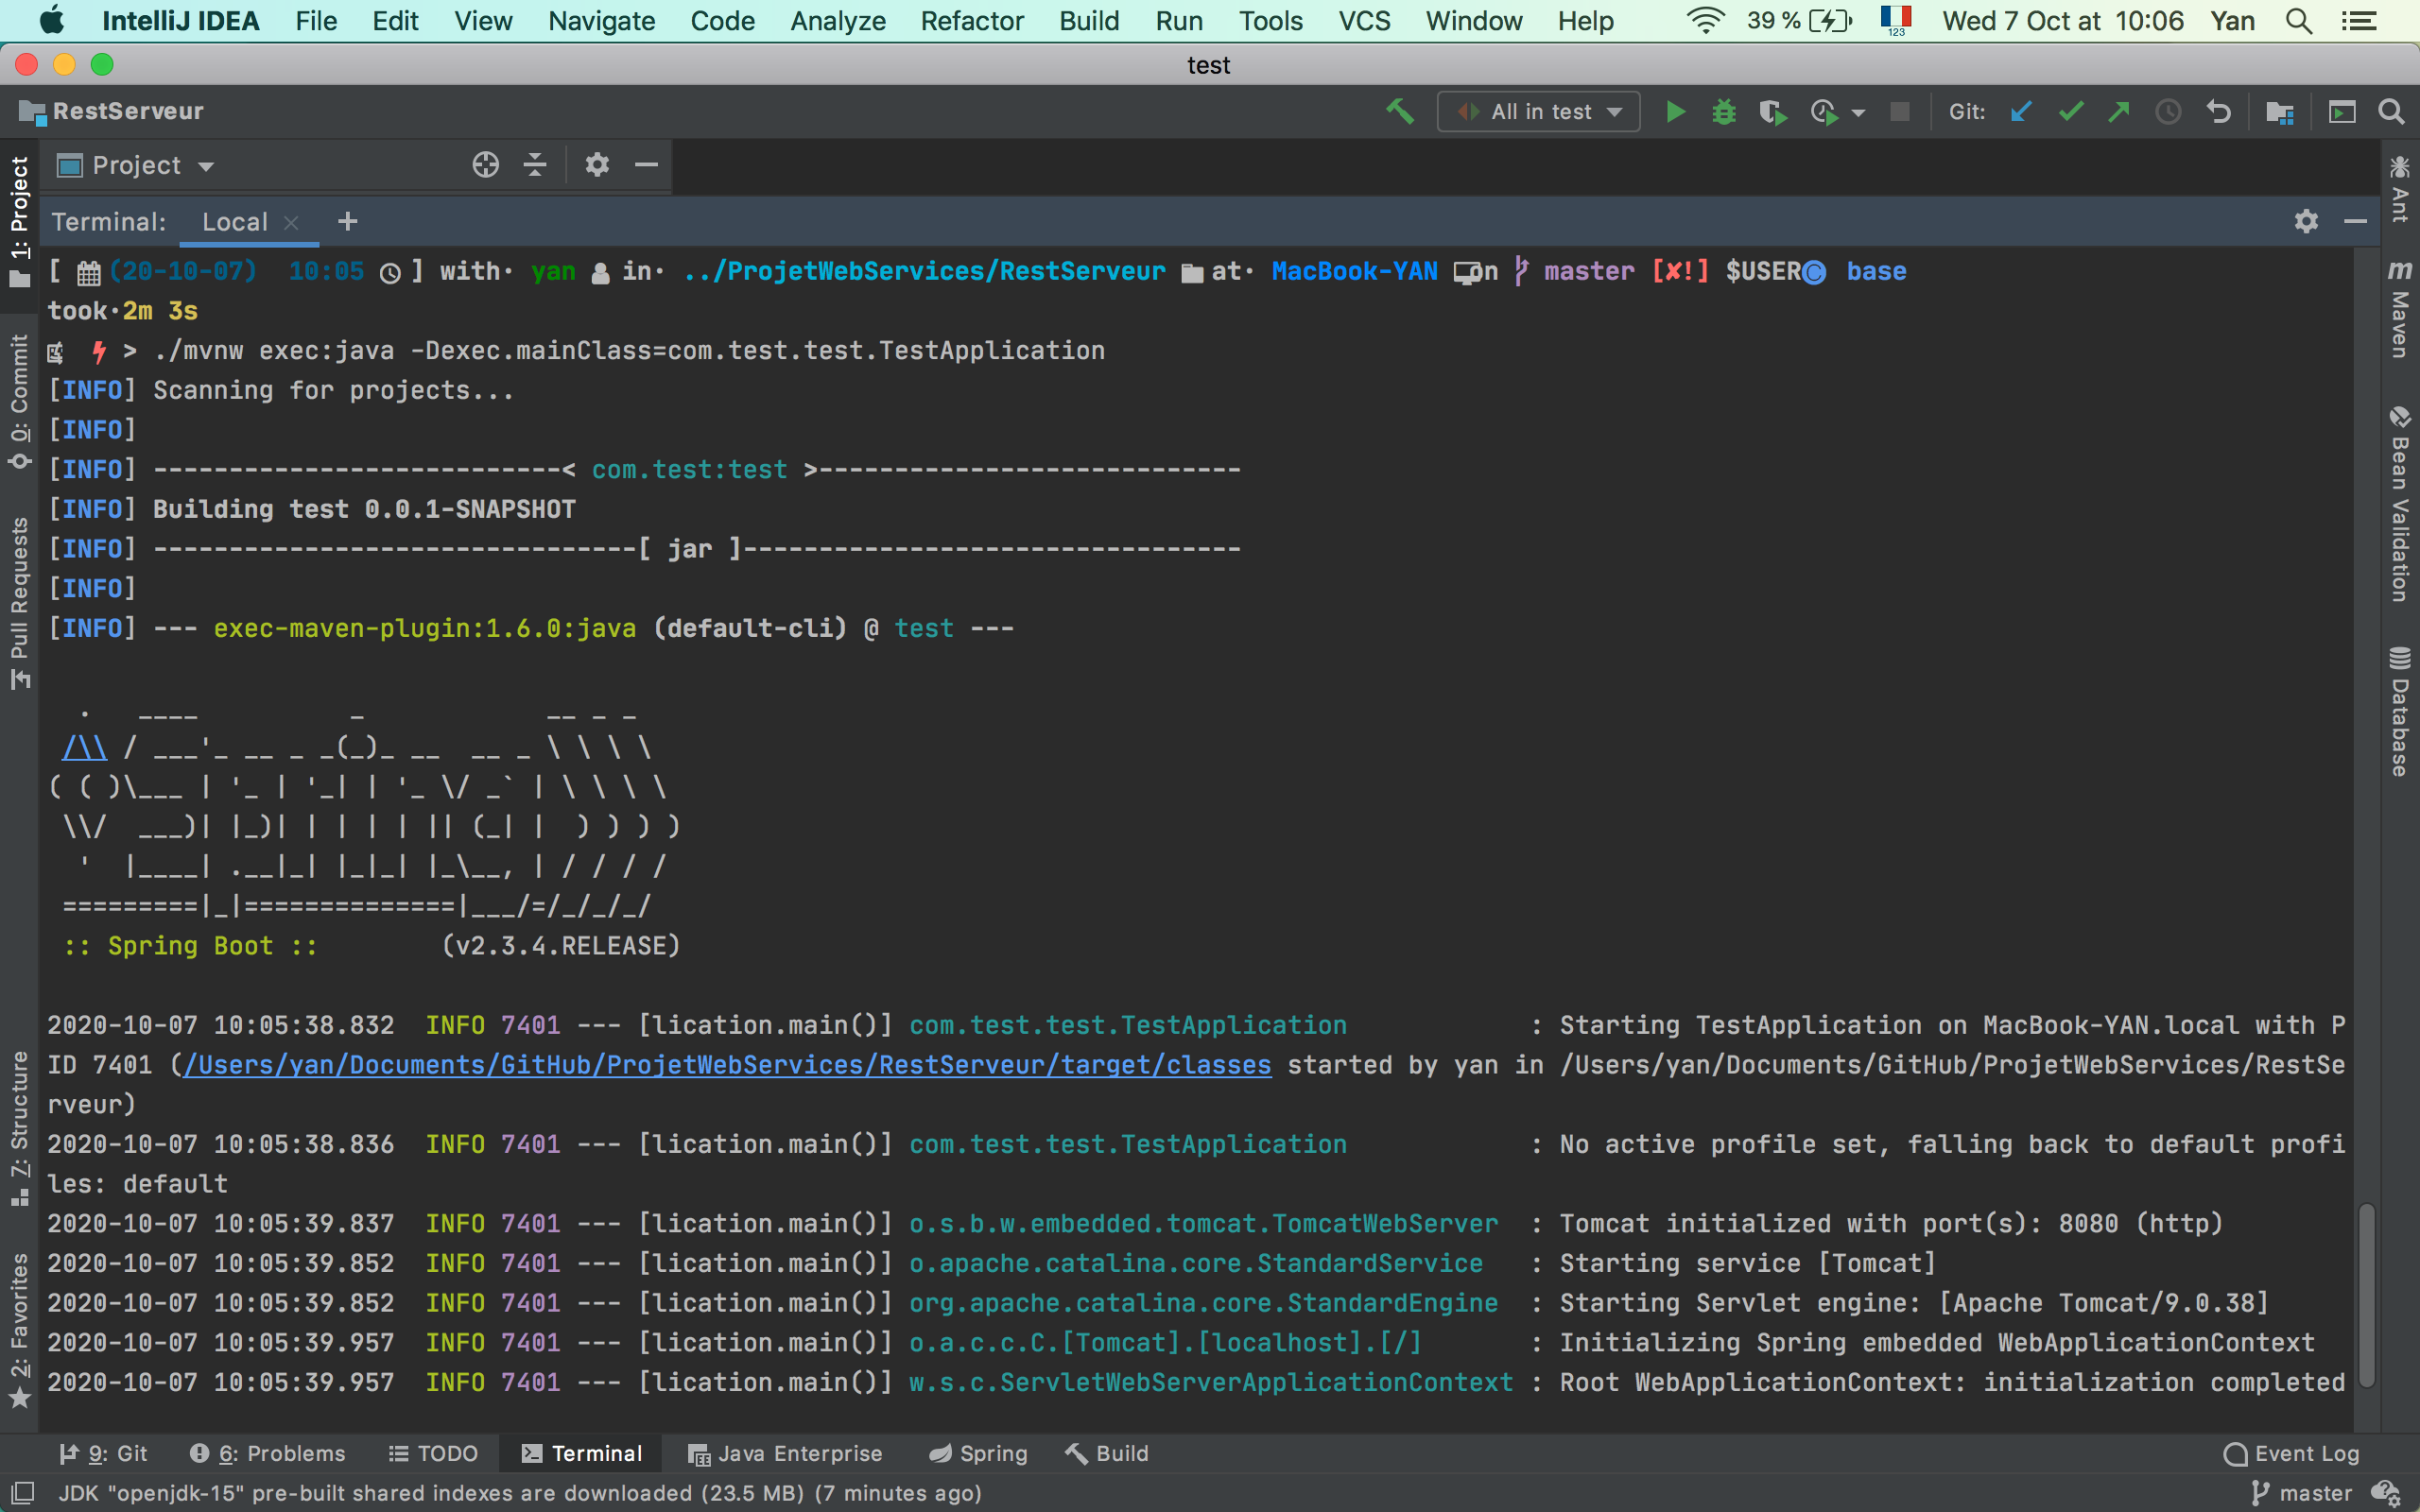 IntelliJ IDEA File Edit View Navigate Code Analyze Refactor Build Run Tools VCS Window Help 39 % 123 Wed 7 Oct at 10:06 Yan
test
RestServeur All in test Git:
Project
Terminal: Local × +
[ (20-10-07) 10:05 ] with· yan in· ../ProjetWebServices/RestServeur at· MacBook-YAN on master [✘!] $USER© base
took·2m 3s
> ./mvnw exec:java -Dexec.mainClass=com.test.test.TestApplication
[INFO] Scanning for projects...
[INFO]
[INFO] ---------------------------< com.test:test >----------------------------
[INFO] Building test 0.0.1-SNAPSHOT
[INFO] --------------------------------[ jar ]---------------------------------
[INFO]
[INFO] --- exec-maven-plugin:1.6.0:java (default-cli) @ test ---
  .   ____          _            __ _ _
 /\\ / ___'_ __ _ _(_)_ __  __ _ \ \ \ \
( ( )\___ | '_ | '_| | '_ \/ _` | \ \ \ \
 \\/  ___)| |_)| | | | | || (_| |  ) ) ) )
  '  |____| .__|_| |_|_| |_\__, | / / / /
 =========|_|==============|___/=/_/_/_/
:: Spring Boot :: (v2.3.4.RELEASE)
2020-10-07 10:05:38.832 INFO 7401 --- [lication.main()] com.test.test.TestApplication : Starting TestApplication on MacBook-YAN.local with P
ID 7401 (/Users/yan/Documents/GitHub/ProjetWebServices/RestServeur/target/classes started by yan in /Users/yan/Documents/GitHub/ProjetWebServices/RestSe
rveur)
2020-10-07 10:05:38.836 INFO 7401 --- [lication.main()] com.test.test.TestApplication : No active profile set, falling back to default profi
les: default
2020-10-07 10:05:39.837 INFO 7401 --- [lication.main()] o.s.b.w.embedded.tomcat.TomcatWebServer : Tomcat initialized with port(s): 8080 (http)
2020-10-07 10:05:39.852 INFO 7401 --- [lication.main()] o.apache.catalina.core.StandardService : Starting service [Tomcat]
2020-10-07 10:05:39.852 INFO 7401 --- [lication.main()] org.apache.catalina.core.StandardEngine : Starting Servlet engine: [Apache Tomcat/9.0.38]
2020-10-07 10:05:39.957 INFO 7401 --- [lication.main()] o.a.c.c.C.[Tomcat].[localhost].[/] : Initializing Spring embedded WebApplicationContext
2020-10-07 10:05:39.957 INFO 7401 --- [lication.main()] w.s.c.ServletWebServerApplicationContext : Root WebApplicationContext: initialization completed
1: Project
0: Commit
Pull Requests
7: Structure
2: Favorites
Ant
m Maven
Bean Validation
Database
9: Git 6: Problems TODO Terminal Java Enterprise Spring Build Event Log
JDK "openjdk-15" pre-built shared indexes are downloaded (23.5 MB) (7 minutes ago) master